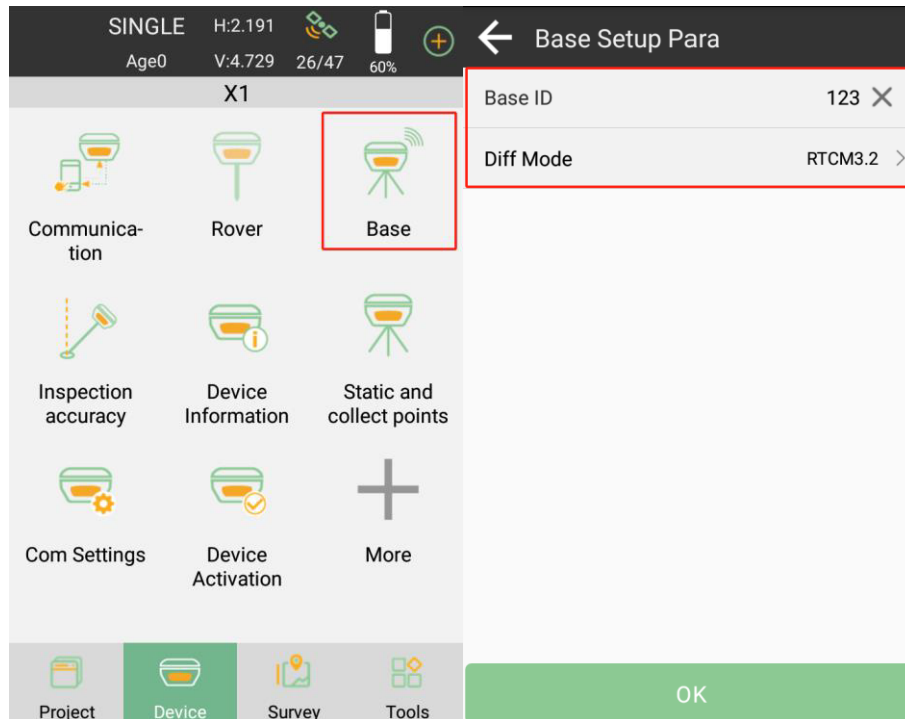 SINGLE H:2.191
Age0 V:4.729 26/47 60%
X1
Communica-
tion
Rover
Base
Inspection
accuracy
Device
Information
Static and
collect points
Com Settings
Device
Activation
More
Project Device Survey Tools
Base Setup Para
Base ID 123
Diff Mode RTCM3.2
OK